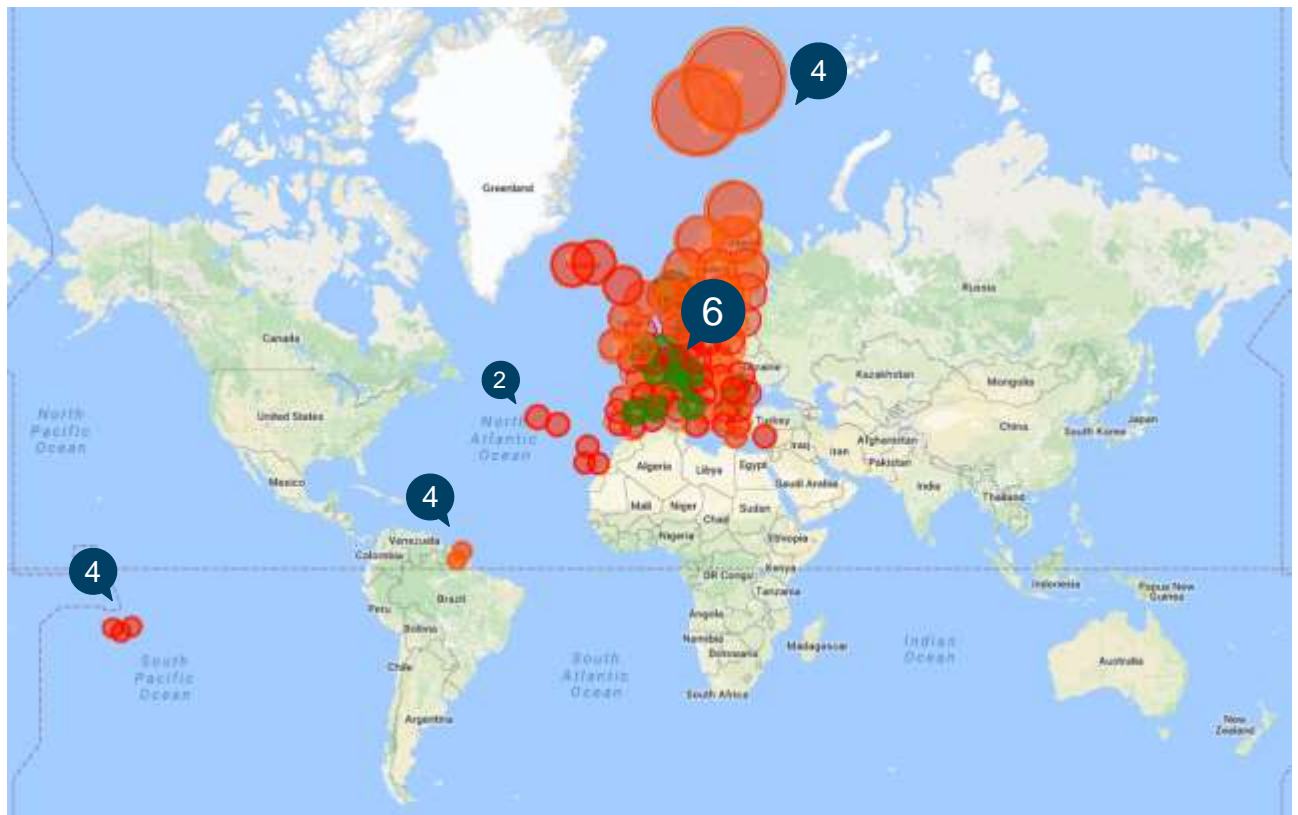 4
Greenland
Russia
6
Canada
Ukraine
Kazakhstan
Mongolia
2
North
Pacific
Ocean
United States
North
Atlantic
Ocean
Turkey
Japan
China
South Korea
Iraq
Iran
Afghanistan
Pakistan
Algeria
Libya
Egypt
Saudi Arabia
Mexico
India
Thailand
4
Mali
Niger
Chad
Sudan
Venezuela
Colombia
Nigeria
Ethiopia
4
DR Congo
Kenya
Tanzania
Indonesia
Papua New
Guinea
Brazil
Peru
Bolivia
Angola
Namibia
Botswana
Madagascar
Indian
Ocean
South
Pacific
Ocean
Chile
South
Atlantic
Ocean
Australia
South Africa
Argentina
New
Zealand